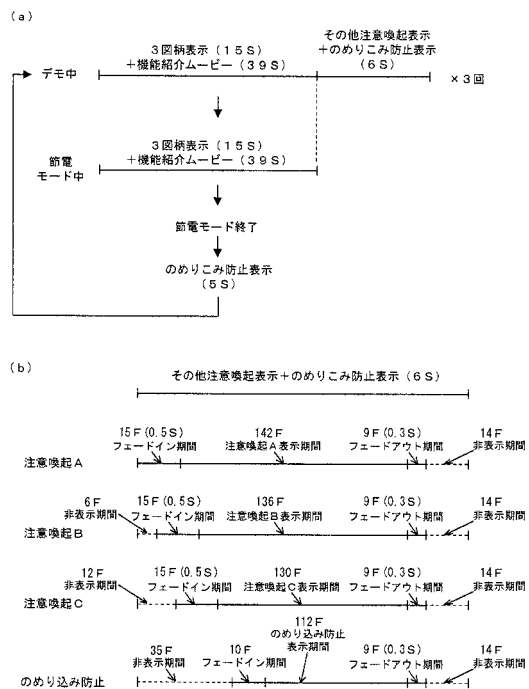 (a)
その他注意喚起表示
3図柄表示(15S)
+のめりこみ防止表示
+機能紹介ムービー(39S)
(6S)
デモ中
×3回
3図柄表示(15S)
節電
+機能紹介ムービー(39S)
モード中
節電モード終了
のめりこみ防止表示
(5S)
(b)
その他注意喚起表示+のめりこみ防止表示(6S)
15F(0.5S)
142F
9F(0.3S)
14F
フェードイン期間
注意喚起A表示期間
フェードアウト期間
非表示期間
注意喚起A
6F
15F(0.5S)
136F
9F(0.3S)
14F
非表示期間
フェードイン期間
注意喚起B表示期間
フェードアウト期間
非表示期間
注意喚起B
12F
15F(0.5S)
130F
9F(0.3S)
14F
非表示期間
フェードイン期間
注意喚起C表示期間
フェードアウト期間
非表示期間
注意喚起C
112F
のめり込み防止
35F
10F
表示期間
9F(0.3S)
14F
非表示期間
フェードイン期間
フェードアウト期間
非表示期間
のめり込み防止